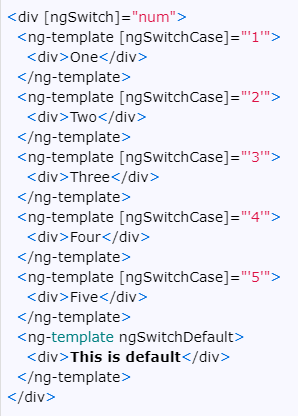 <div [ngSwitch]="num">
<ng-template [ngSwitchCase]="'1'">
<div>One</div>
</ng-template>
<ng-template [ngSwitchCase]="'2'">
<div>Two</div>
</ng-template>
<ng-template [ngSwitchCase]="'3'">
<div>Three</div>
</ng-template>
<ng-template [ngSwitchCase]="'4'">
<div>Four</div>
</ng-template>
<ng-template [ngSwitchCase]="'5'">
<div>Five</div>
</ng-template>
<ng-template ngSwitchDefault>
<div>This is default</div>
</ng-template>
</div>